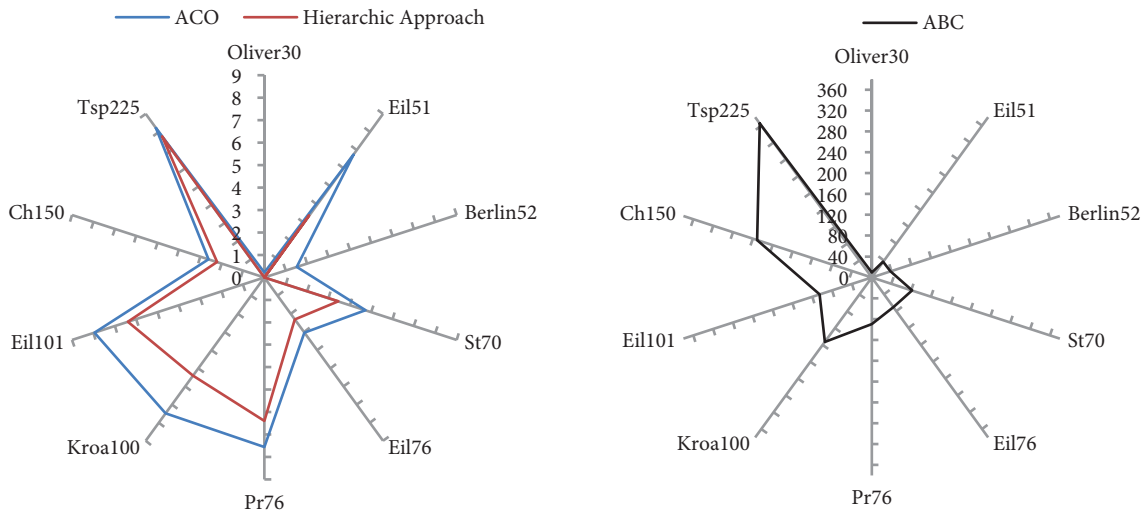 ACO Hierarchic Approach
Oliver30
9
8
7
6
5
4
3
2
1
0
Eil51
Berlin52
St70
Eil76
Pr76
Kroa100
Eil101
Ch150
Tsp225
ABC
Oliver30
360
320
280
240
200
160
120
80
40
0
Eil51
Berlin52
St70
Eil76
Pr76
Kroa100
Eil101
Ch150
Tsp225